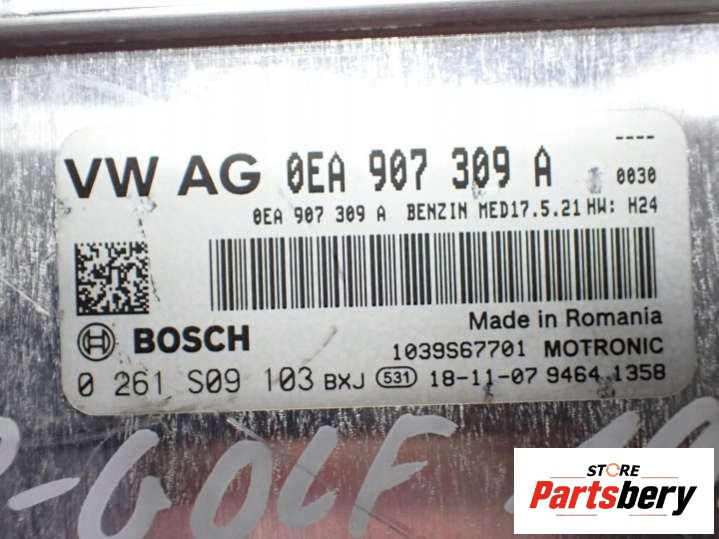 ----
VW AG 0EA 907 309 A 0030
0EA 907 309 A BENZIN MED17.5.21 HW: H24
BOSCH
Made in Romania
1039S67701 MOTRONIC
0 261 S09 103 BXJ 531 18-11-07 9464 1358
-GOLF
STORE
Partsbery